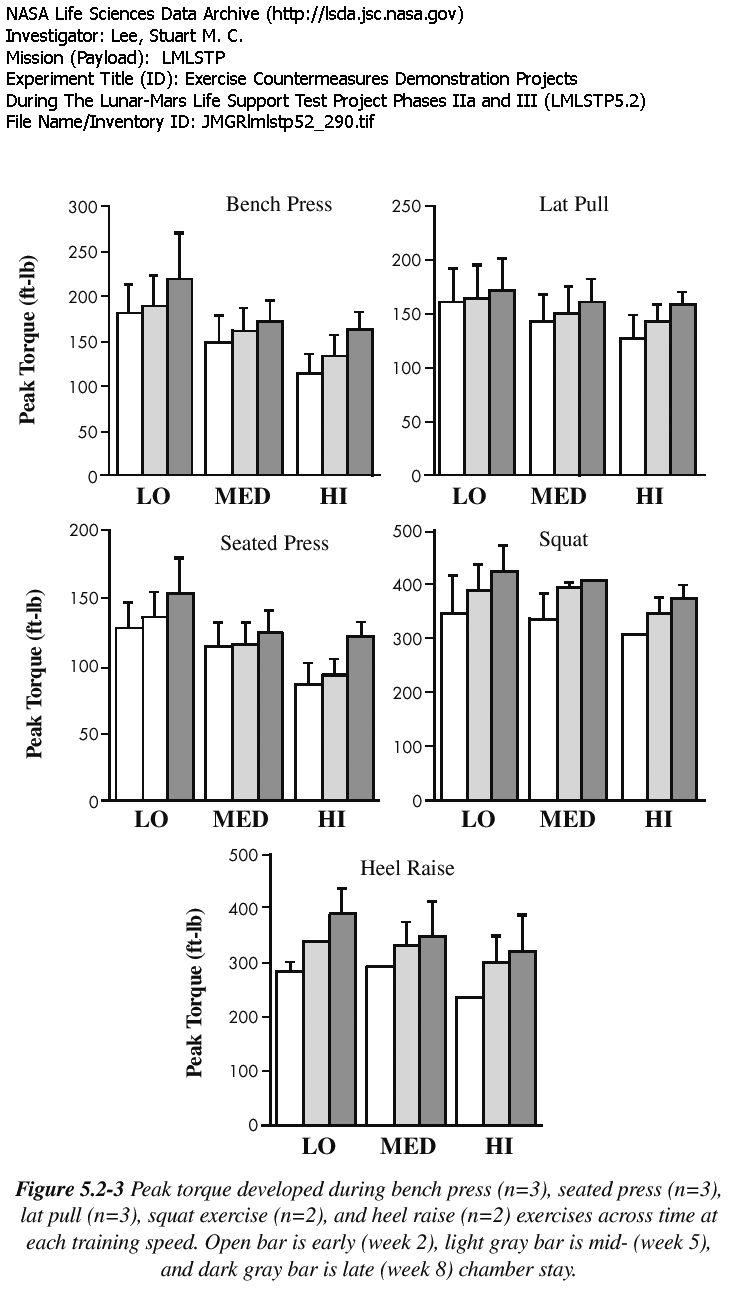 NASA Life Sciences Data Archive (http://lsda.jsc.nasa.gov)
Investigator: Lee, Stuart M. C.
Mission (Payload):  LMLSTP
Experiment Title (ID): Exercise Countermeasures Demonstration Projects
During The Lunar-Mars Life Support Test Project Phases IIa and III (LMLSTP5.2)
File Name/Inventory ID: JMGRlmlstp52_290.tif
Bench Press
Peak Torque (ft-lb)
300
250
200
150
100
50
0
LO MED HI
Lat Pull
250
200
150
100
50
0
LO MED HI
Seated Press
Peak Torque (ft-lb)
200
150
100
50
0
LO MED HI
Squat
500
400
300
200
100
0
LO MED HI
Heel Raise
Peak Torque (ft-lb)
500
400
300
200
100
0
LO MED HI
Figure 5.2-3 Peak torque developed during bench press (n=3), seated press (n=3),
lat pull (n=3), squat exercise (n=2), and heel raise (n=2) exercises across time at
each training speed. Open bar is early (week 2), light gray bar is mid- (week 5),
and dark gray bar is late (week 8) chamber stay.